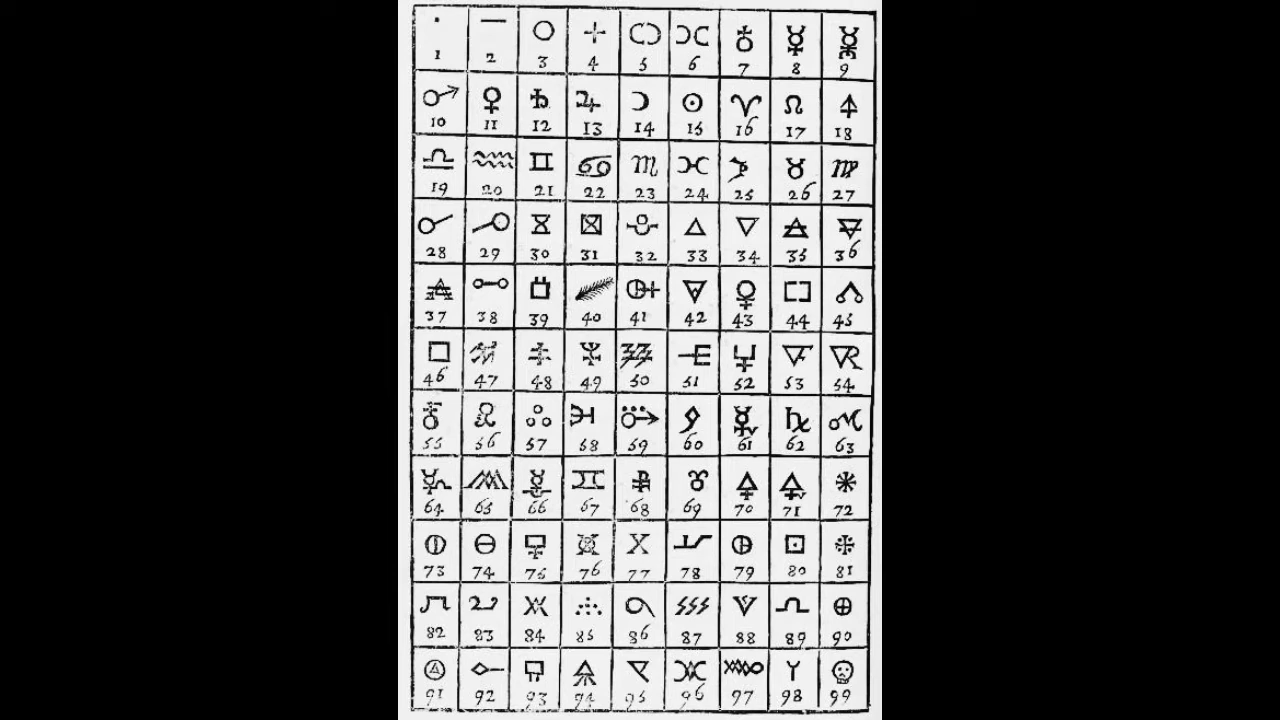 1 2 3 4 5 6 7 8 9
10 11 12 13 14 15 16 17 18
19 20 21 22 23 24 25 26 27
28 29 30 31 32 33 34 35 36
37 38 39 40 41 42 43 44 45
46 47 48 49 50 51 52 53 54
55 56 57 58 59 60 61 62 63
64 65 66 67 68 69 70 71 72
73 74 75 76 77 78 79 80 81
82 83 84 85 86 87 88 89 90
91 92 93 94 95 96 97 98 99